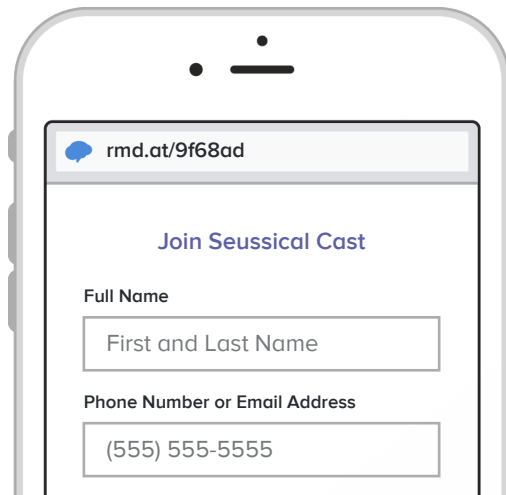 rmd.at/9f68ad
Join Seussical Cast
Full Name
First and Last Name
Phone Number or Email Address
(555) 555-5555